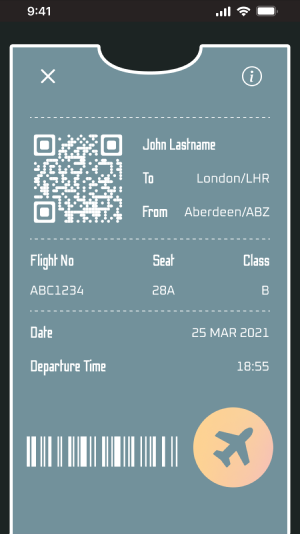 9:41
John Lastname
To London/LHR
From Aberdeen/ABZ
Flight No Seat Class
ABC1234 28A B
Date 25 MAR 2021
Departure Time 18:55